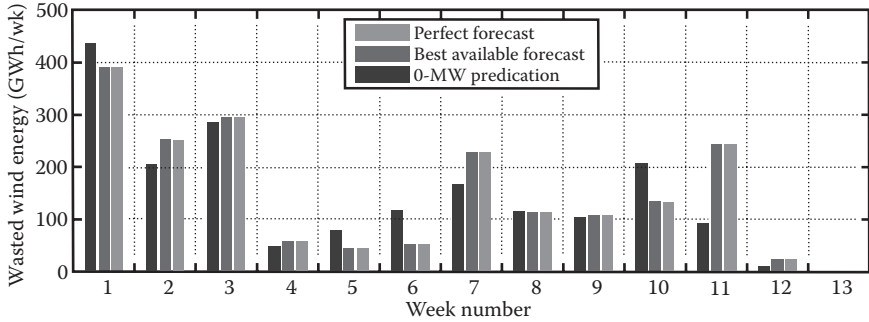 Wasted wind energy (GWh/wk)
500
400
300
200
100
0
Perfect forecast
Best available forecast
0-MW predication
1 2 3 4 5 6 7 8 9 10 11 12 13
Week number